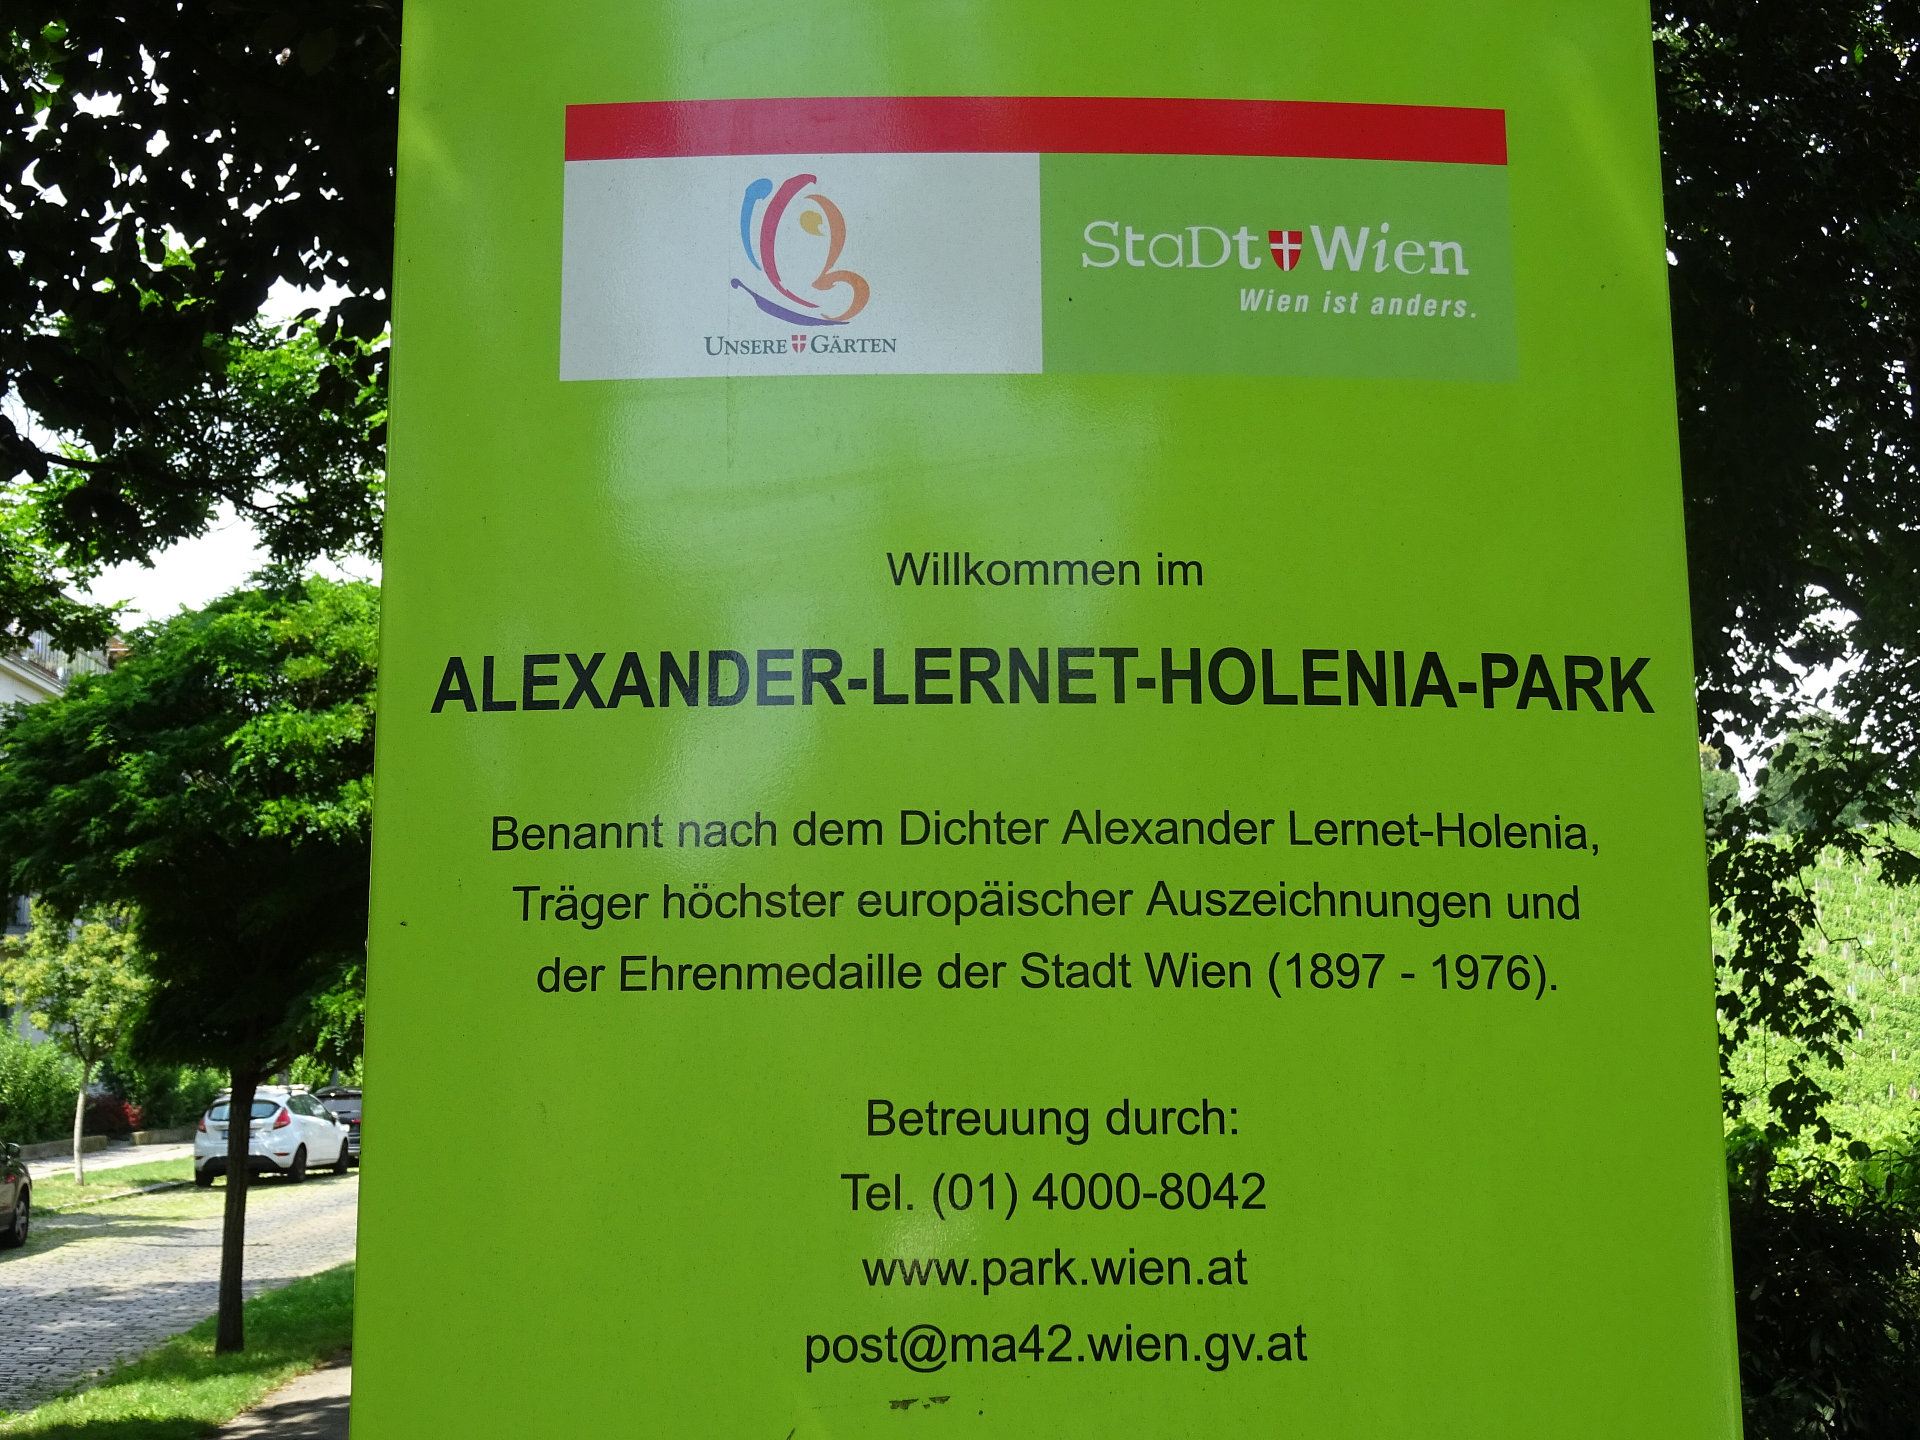 UNSERE GÄRTEN
StaDt Wien
Wien ist anders.
Willkommen im
ALEXANDER-LERNET-HOLENIA-PARK
Benannt nach dem Dichter Alexander Lernet-Holenia,
Träger höchster europäischer Auszeichnungen und
der Ehrenmedaille der Stadt Wien (1897 - 1976).
Betreuung durch:
Tel. (01) 4000-8042
www.park.wien.at
post@ma42.wien.gv.at